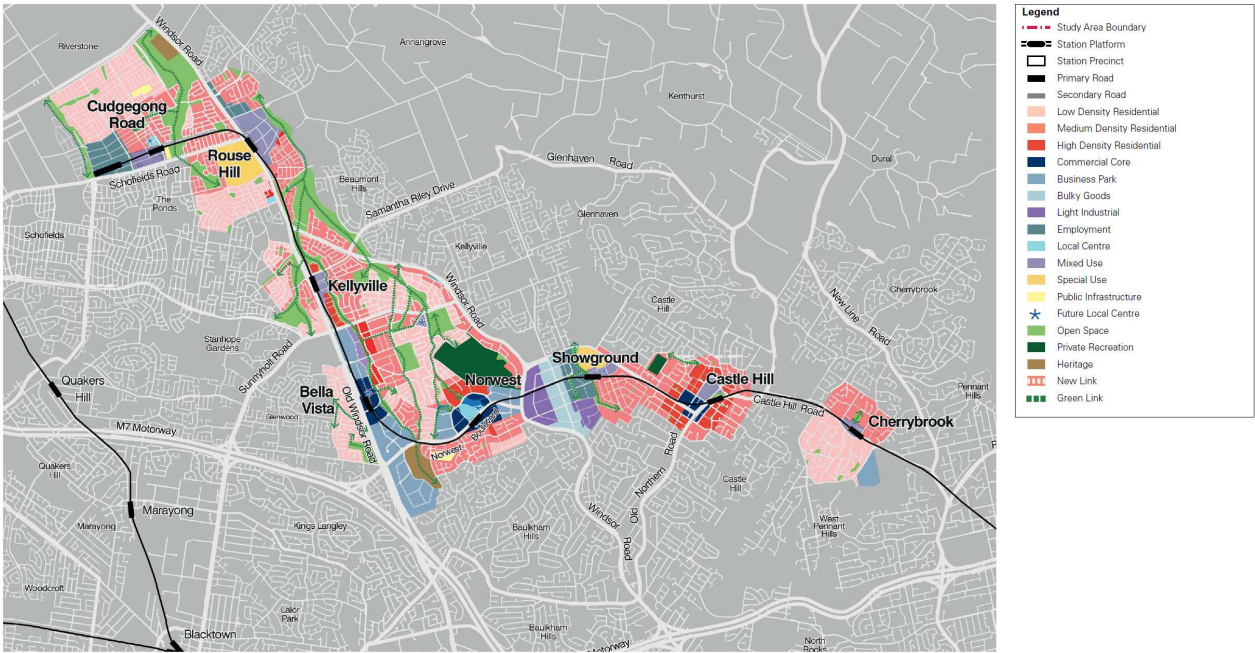 Windsor Road
Riverstone
Annangrove
Cudgegong
Road
Kenthurst
Rouse
Hill
Schofields Road
The
Ponds
Beaumont
Hills
Samantha Riley Drive
Glenhaven Road
Dural
Schofields
Glenhaven
Kellyville
Kellyville
Windsor Road
Castle
Hill
Cherrybrook
New Line Road
Stanhope
Gardens
Sunnyholt Road
Quakers
Hill
Bella
Vista
Old Windsor Road
Norwest
Showground
Castle Hill
Castle Hill Road
Pennant
Hills
Cherrybrook
Glenwood
M7 Motorway
Norwest Boulevard
Quakers
Hill
Old Northern Road
Castle
Hill
Marayong
Marayong
Kings Langley
Baulkham
Hills
Windsor Road
West
Pennant
Hills
Woodcroft
Lalor
Park
Blacktown
Baulkham
Hills
Motorway
North
Rocks
P
Legend
Study Area Boundary
Station Platform
Station Precinct
Primary Road
Secondary Road
Low Density Residential
Medium Density Residential
High Density Residential
Commercial Core
Business Park
Bulky Goods
Light Industrial
Employment
Local Centre
Mixed Use
Special Use
Public Infrastructure
Future Local Centre
Open Space
Private Recreation
Heritage
New Link
Green Link